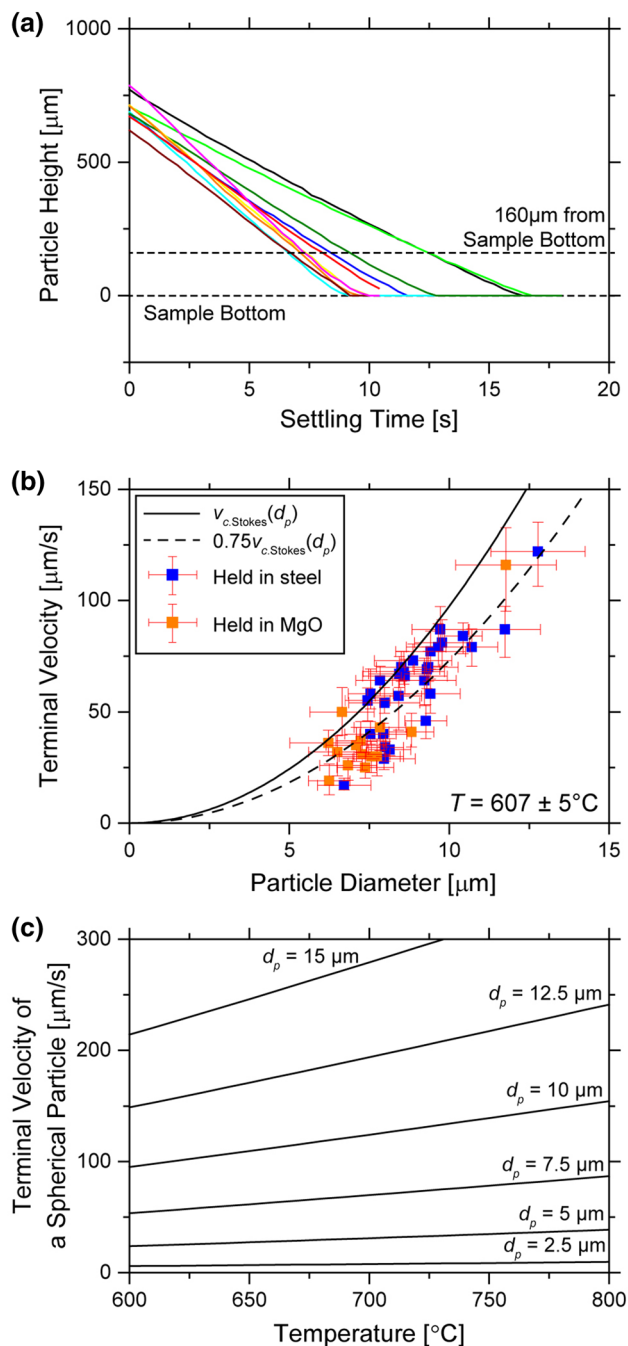 (a)
1000
500
0
Particle Height [µm]
160µm from
Sample Bottom
Sample Bottom
0 5 10 15 20
Settling Time [s]
(b)
150
100
50
0
Terminal Velocity [µm/s]
v_c.Stokes(d_p)
0.75v_c.Stokes(d_p)
Held in steel
Held in MgO
T = 607 ± 5°C
0 5 10 15
Particle Diameter [µm]
(c)
300
200
100
0
Terminal Velocity of
a Spherical Particle [µm/s]
d_p = 15 µm
d_p = 12.5 µm
d_p = 10 µm
d_p = 7.5 µm
d_p = 5 µm
d_p = 2.5 µm
600 650 700 750 800
Temperature [°C]